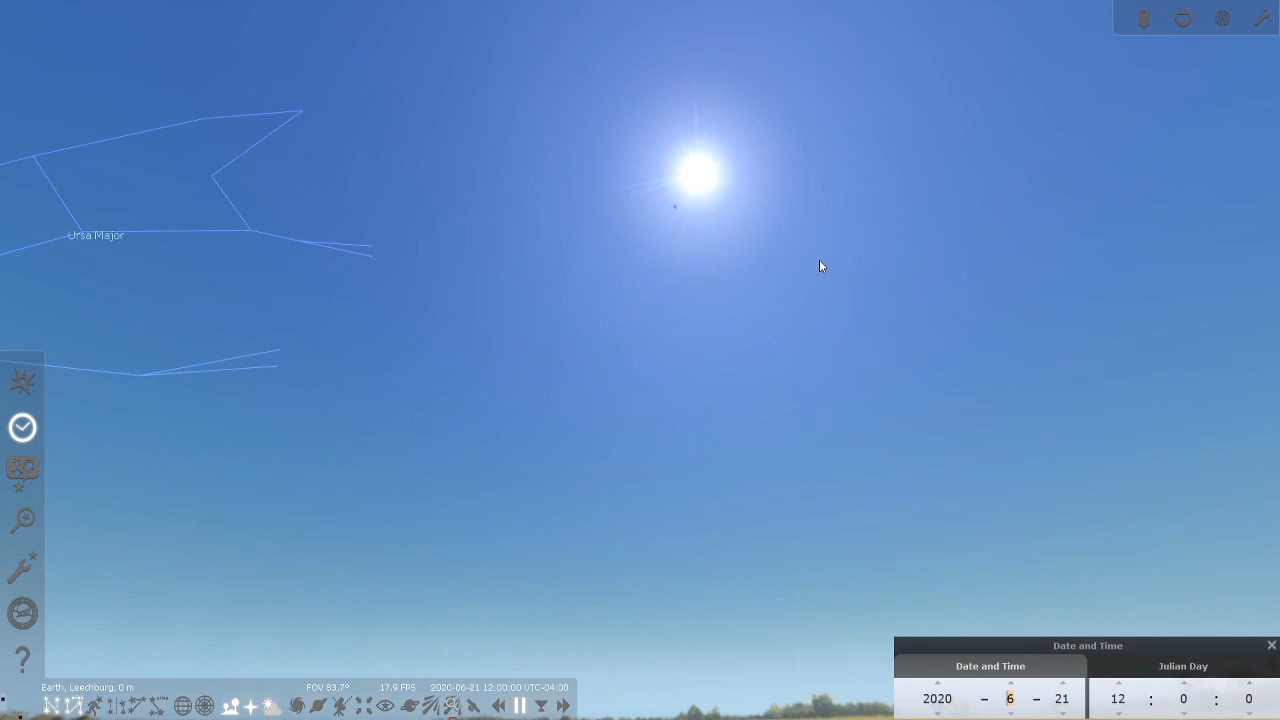 Ursa Major
Date and Time
Date and Time Julian Day
Earth, Leechburg, 0 m FOV 83.7° 17.9 FPS 2020-06-21 12:00:00 UTC-04:00
2020 - 6 - 21 12 : 0 : 0